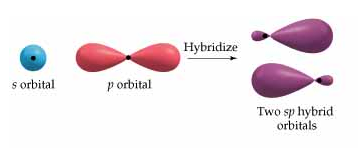 Hybridize
s orbital
p orbital
Two sp hybrid
orbitals